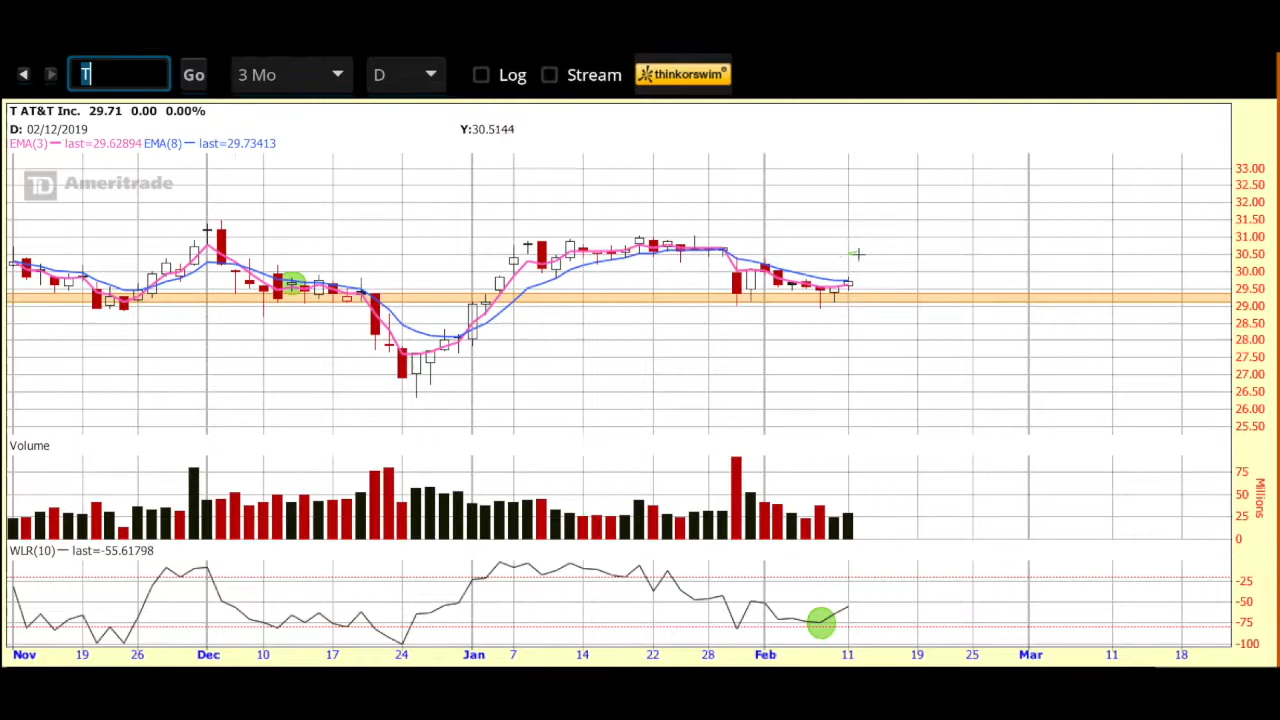 T Go 3 Mo D Log Stream thinkorswim®
T AT&T Inc. 29.71 0.00 0.00%
D: 02/12/2019 Y:30.5144
EMA(3) — last=29.62894 EMA(8) — last=29.73413
TD Ameritrade
33.00
32.50
32.00
31.50
31.00
30.50
30.00
29.50
29.00
28.50
28.00
27.50
27.00
26.50
26.00
25.50
Volume
75
50
25
0
Millions
WLR(10) — last=-55.61798
-25
-50
-75
-100
Nov 19 26 Dec 10 17 24 Jan 7 14 22 28 Feb 11 19 25 Mar 11 18